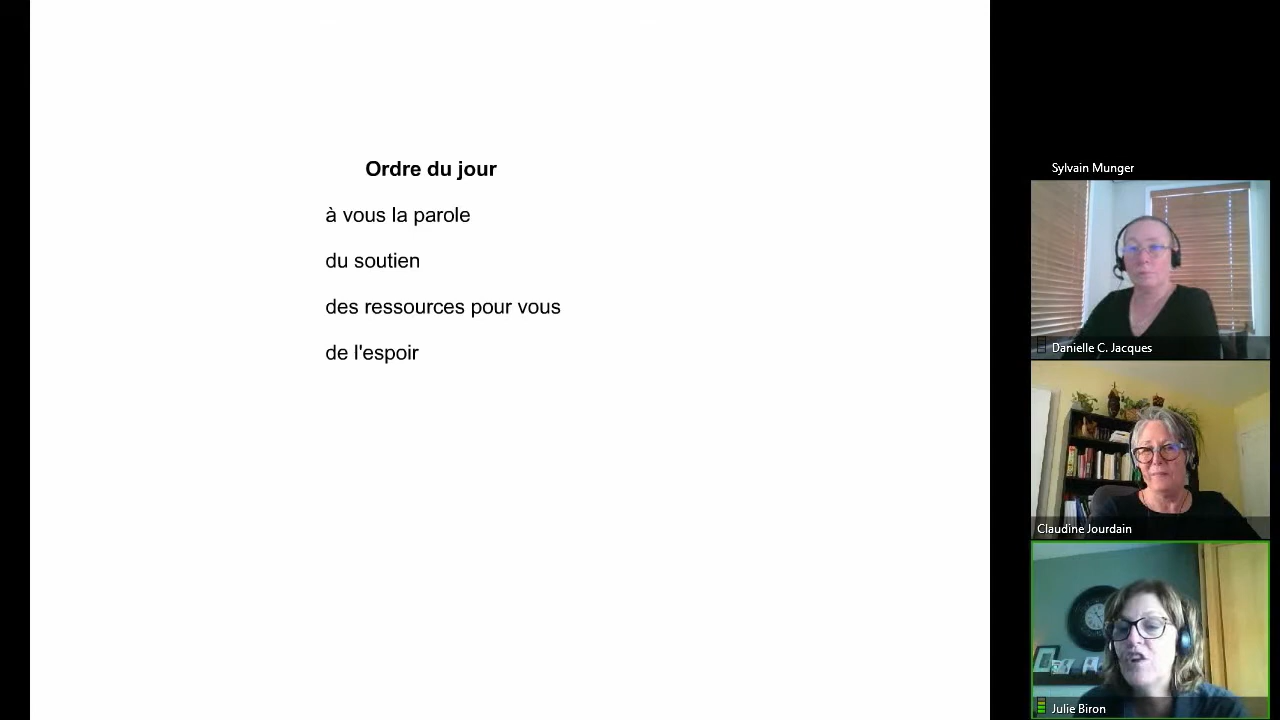 Ordre du jour
à vous la parole
du soutien
des ressources pour vous
de l'espoir
Sylvain Munger
Danielle C. Jacques
Claudine Jourdain
Julie Biron